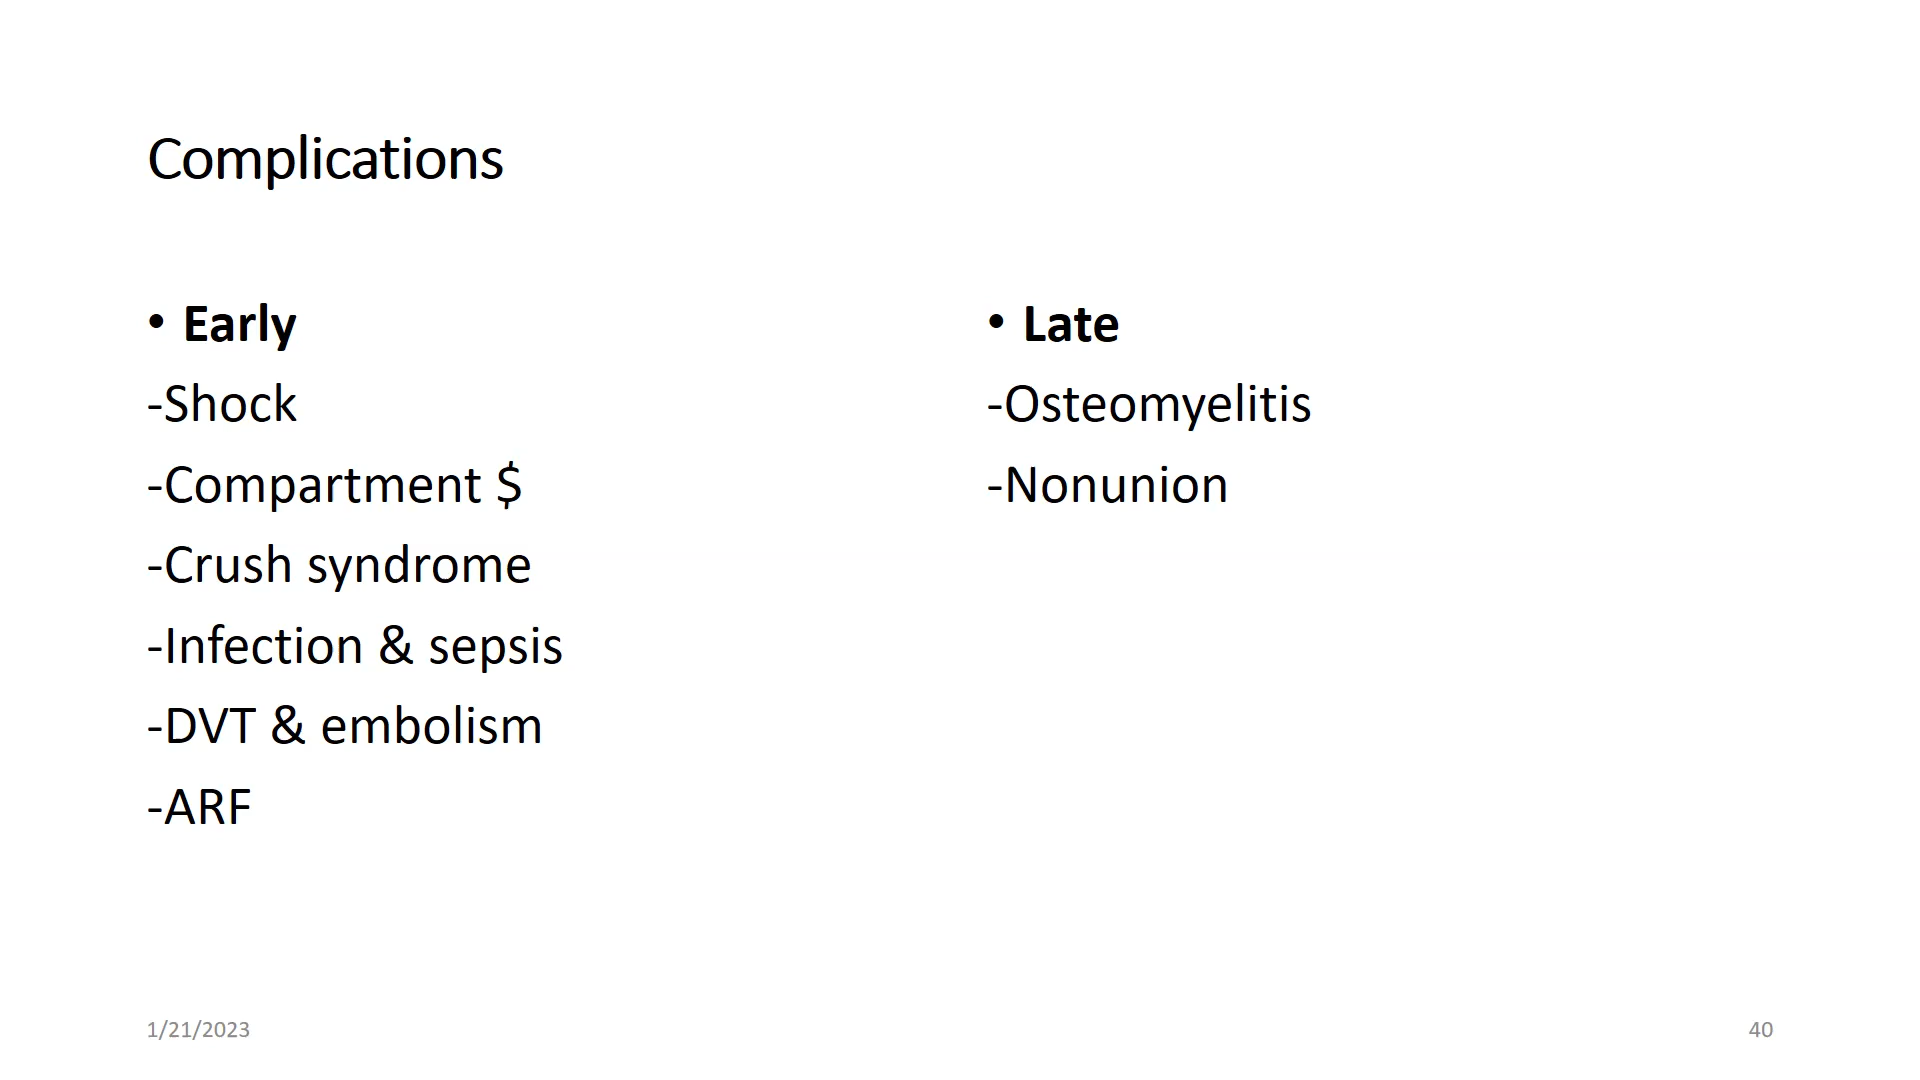 Complications
• Early
-Shock
-Compartment $
-Crush syndrome
-Infection & sepsis
-DVT & embolism
-ARF
• Late
-Osteomyelitis
-Nonunion
1/21/2023
40